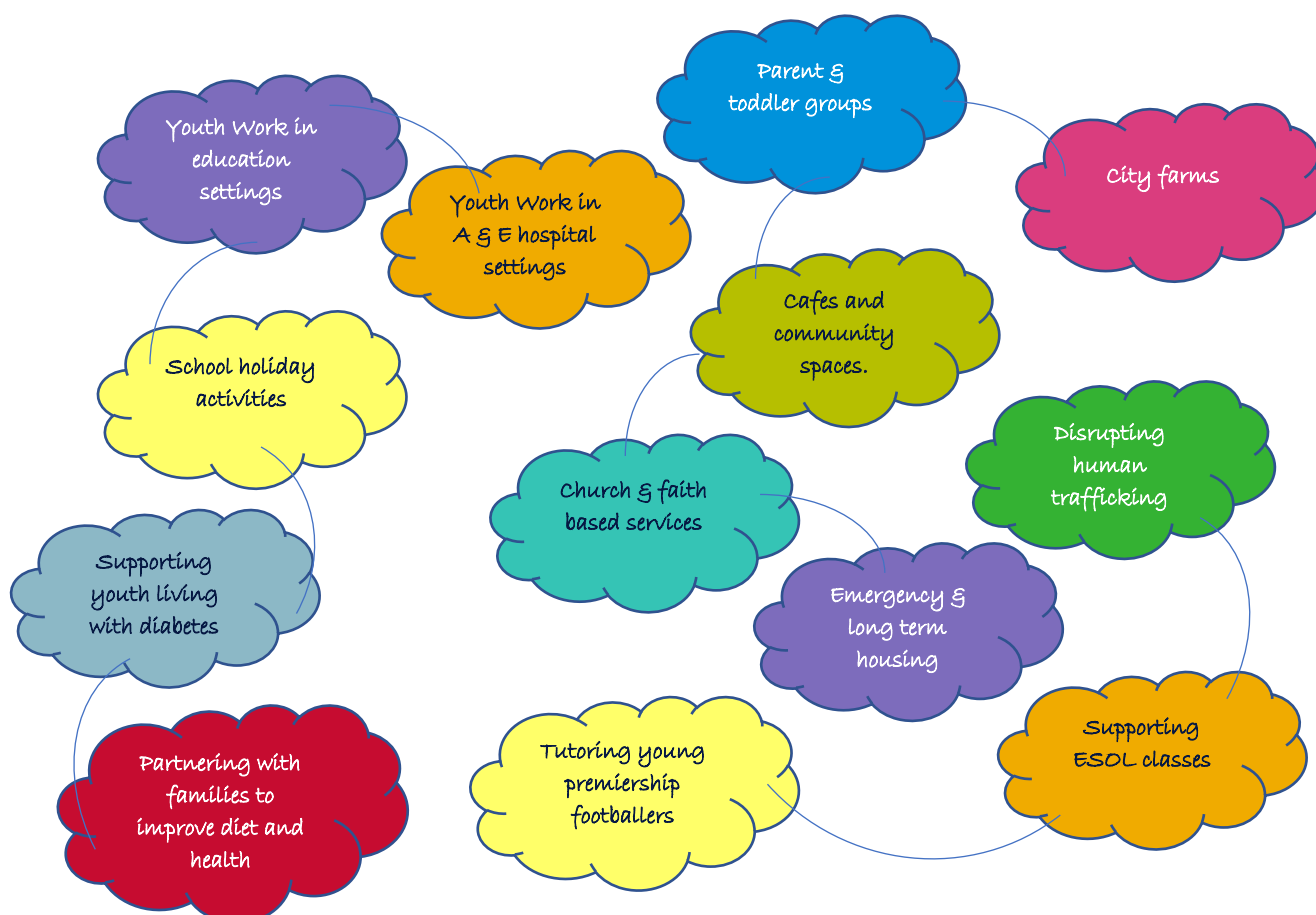 Parent &
toddler groups
Youth Work in
education
settings
City farms
Youth Work in
A & E hospital
settings
Cafes and
community
spaces.
School holiday
activities
Disrupting
human
trafficking
Church & faith
based services
Supporting
youth living
with diabetes
Emergency &
long term
housing
Supporting
ESOL classes
Tutoring young
premiership
footballers
Partnering with
families to
improve diet and
health